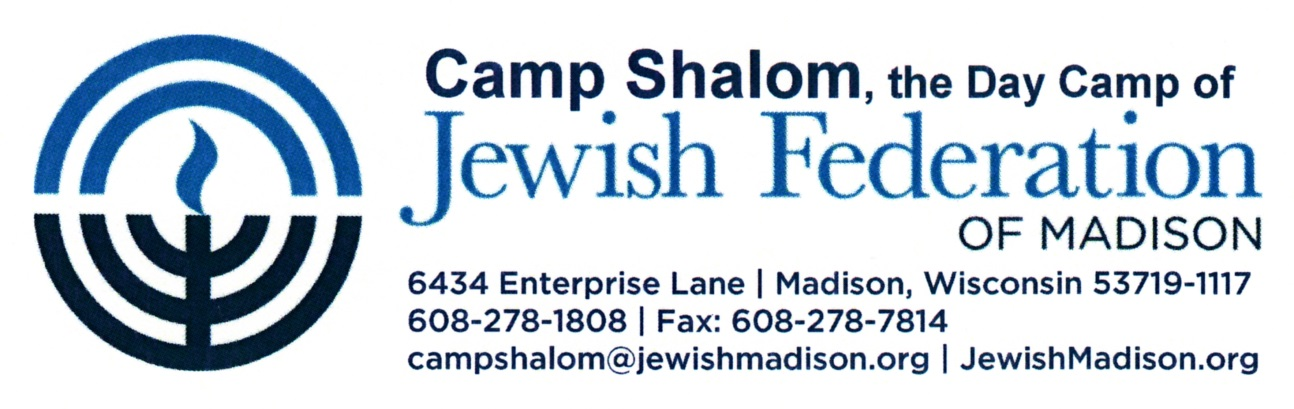 Camp Shalom, the Day Camp of
Jewish Federation
OF MADISON
6434 Enterprise Lane | Madison, Wisconsin 53719-1117
608-278-1808 | Fax: 608-278-7814
campshalom@jewishmadison.org | JewishMadison.org